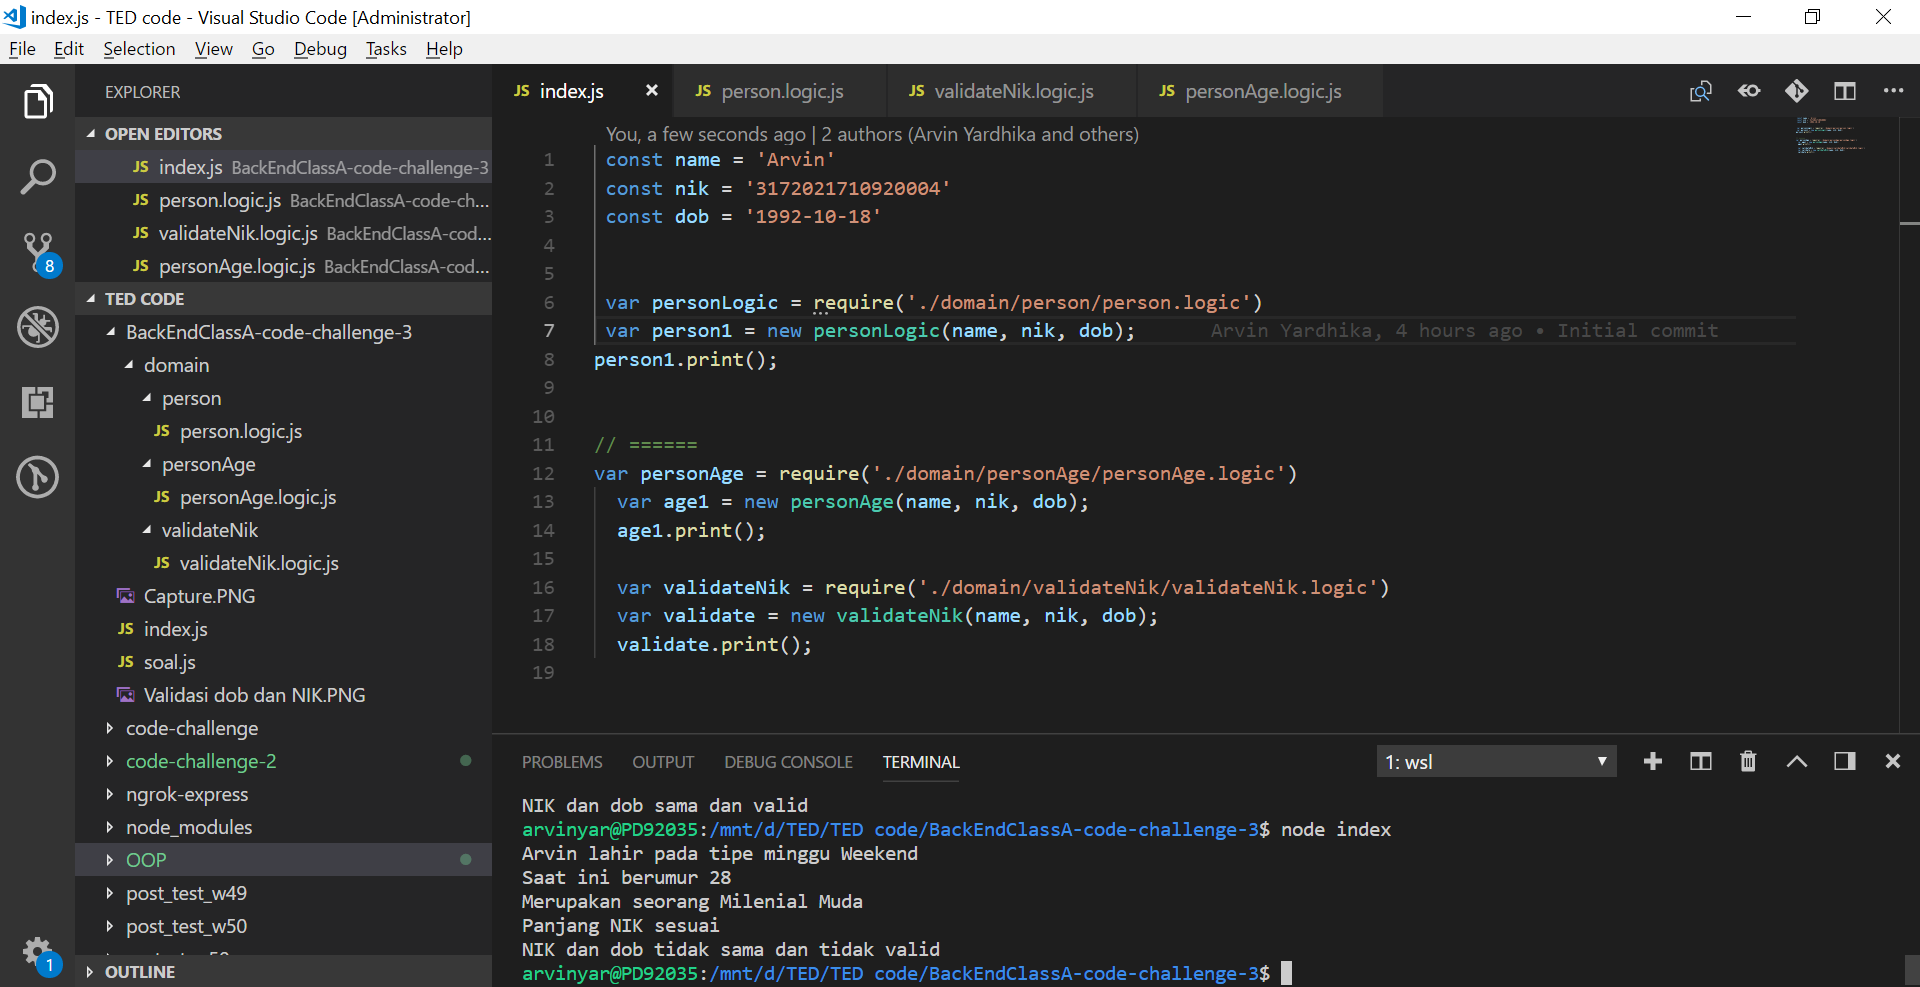 index.js - TED code - Visual Studio Code [Administrator]
File Edit Selection View Go Debug Tasks Help
EXPLORER
OPEN EDITORS
JS index.js BackEndClassA-code-challenge-3
JS person.logic.js BackEndClassA-code-ch...
JS validateNik.logic.js BackEndClassA-cod...
JS personAge.logic.js BackEndClassA-cod...
TED CODE
BackEndClassA-code-challenge-3
domain
person
JS person.logic.js
personAge
JS personAge.logic.js
validateNik
JS validateNik.logic.js
Capture.PNG
JS index.js
JS soal.js
Validasi dob dan NIK.PNG
code-challenge
code-challenge-2
ngrok-express
node_modules
OOP
post_test_w49
post_test_w50
OUTLINE
8
1
JS index.js JS person.logic.js JS validateNik.logic.js JS personAge.logic.js
You, a few seconds ago | 2 authors (Arvin Yardhika and others)
1 const name = 'Arvin'
2 const nik = '3172021710920004'
3 const dob = '1992-10-18'
4
5
6 var personLogic = require('./domain/person/person.logic')
7 var person1 = new personLogic(name, nik, dob); Arvin Yardhika, 4 hours ago • Initial commit
8 person1.print();
9
10
11 // ======
12 var personAge = require('./domain/personAge/personAge.logic')
13 var age1 = new personAge(name, nik, dob);
14 age1.print();
15
16 var validateNik = require('./domain/validateNik/validateNik.logic')
17 var validate = new validateNik(name, nik, dob);
18 validate.print();
19
PROBLEMS OUTPUT DEBUG CONSOLE TERMINAL 1: wsl
NIK dan dob sama dan valid
arvinyar@PD92035:/mnt/d/TED/TED code/BackEndClassA-code-challenge-3$ node index
Arvin lahir pada tipe minggu Weekend
Saat ini berumur 28
Merupakan seorang Milenial Muda
Panjang NIK sesuai
NIK dan dob tidak sama dan tidak valid
arvinyar@PD92035:/mnt/d/TED/TED code/BackEndClassA-code-challenge-3$